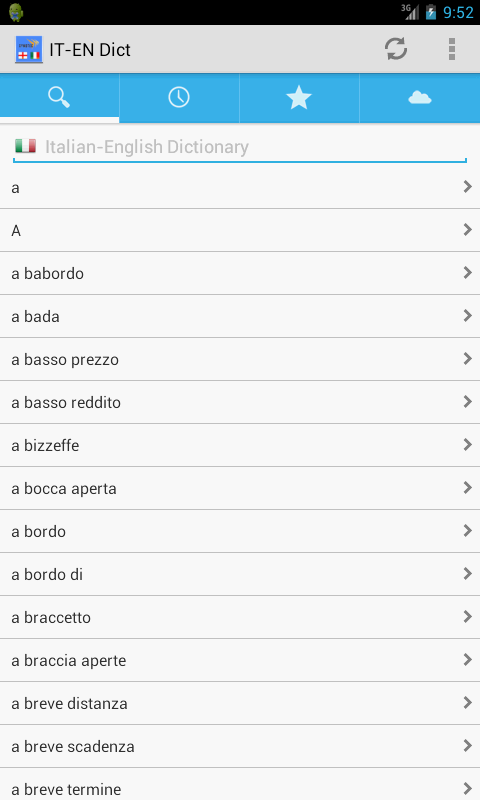 3G 9:52
IT-EN Dict
Italian-English Dictionary
a
A
a babordo
a bada
a basso prezzo
a basso reddito
a bizzeffe
a bocca aperta
a bordo
a bordo di
a braccetto
a braccia aperte
a breve distanza
a breve scadenza
a breve termine